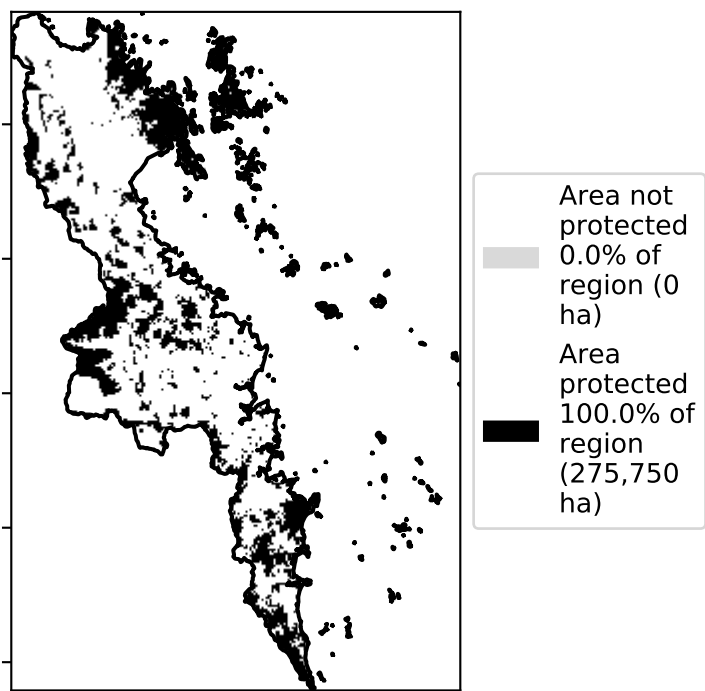 Area not
protected
0.0% of
region (0
ha)
Area
protected
100.0% of
region
(275,750
ha)